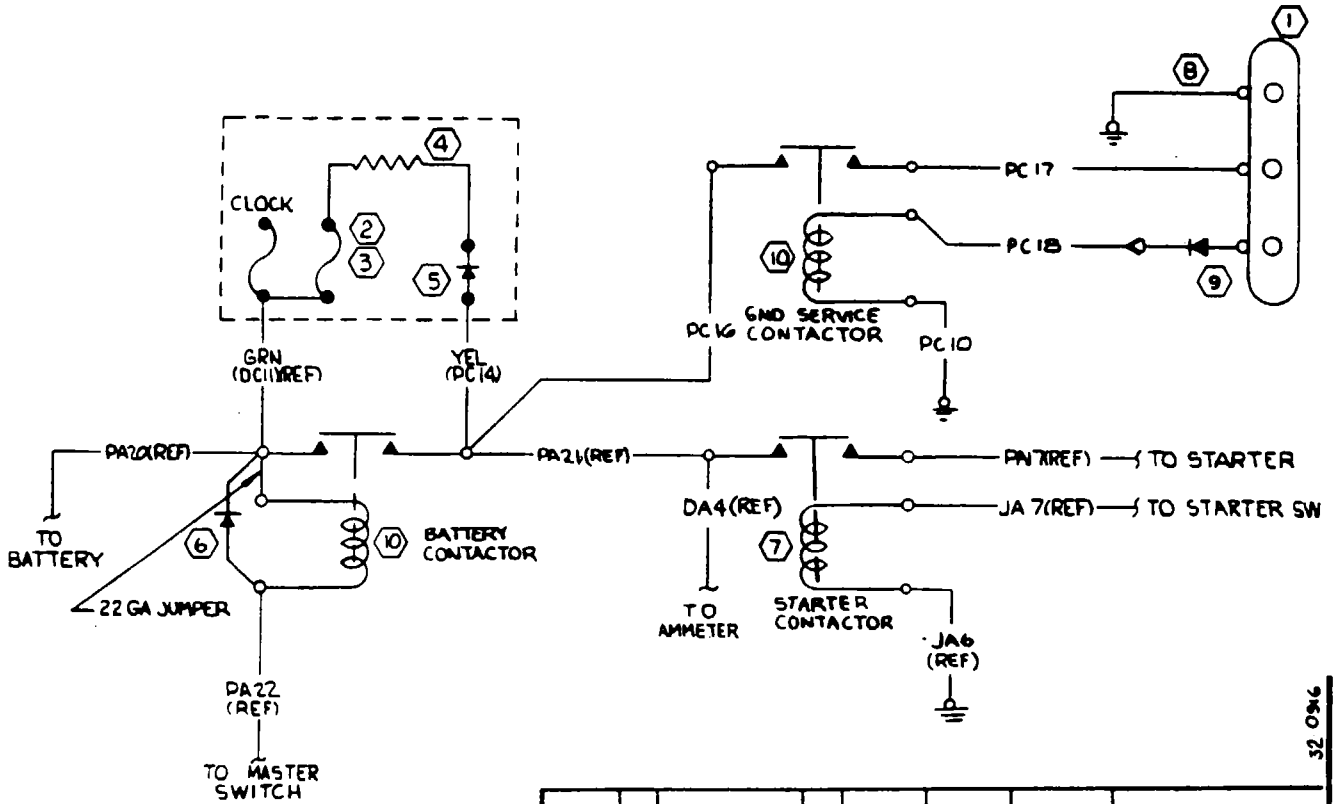 1
8
4
CLOCK
2
3
5
PC17
10
PC18
9
GND SERVICE
CONTACTOR
PC16
PC10
GRN
(DC11)(REF)
YEL
(PC14)
PA20(REF)
PA21(REF)
TO STARTER
DA4(REF)
JA7(REF)
TO STARTER SW
TO
BATTERY
6
10
BATTERY
CONTACTOR
7
22 GA JUMPER
TO
AMMETER
STARTER
CONTACTOR
JA6
(REF)
PA22
(REF)
TO MASTER
SWITCH